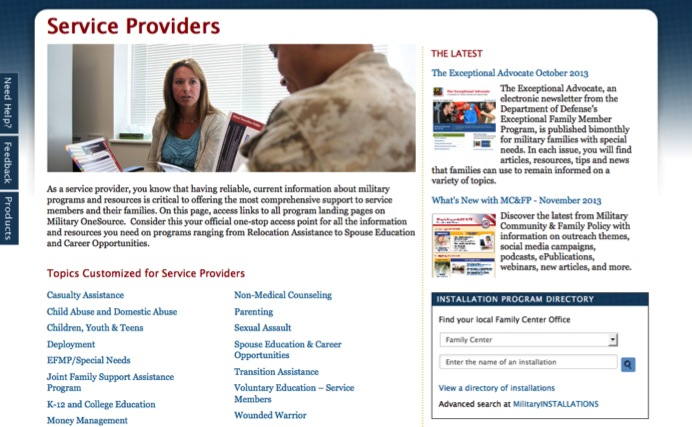 Service Providers
As a service provider, you know that having reliable, current information about military
programs and resources is critical to offering the most comprehensive support to service
members and their families. On this page, access links to all program landing pages on
Military OneSource. Consider this your official one-stop access point for all the information
and resources you need on programs ranging from Relocation Assistance to Spouse Education
and Career Opportunities.
Topics Customized for Service Providers
Casualty Assistance
Child Abuse and Domestic Abuse
Children, Youth & Teens
Deployment
EFMP/Special Needs
Joint Family Support Assistance
Program
K-12 and College Education
Money Management
Non-Medical Counseling
Parenting
Sexual Assault
Spouse Education & Career
Opportunities
Transition Assistance
Voluntary Education – Service
Members
Wounded Warrior
THE LATEST
The Exceptional Advocate October 2013
The Exceptional Advocate, an
electronic newsletter from the
Department of Defense's
Exceptional Family Member
Program, is published bimonthly
for military families with special
needs. In each issue, you will find
articles, resources, tips and news
that families can use to remain informed on a
variety of topics.
What's New with MC&FP - November 2013
Discover the latest from Military
Community & Family Policy with
information on outreach themes,
social media campaigns,
podcasts, ePublications,
webinars, new articles, and more.
INSTALLATION PROGRAM DIRECTORY
Find your local Family Center Office
Family Center
Enter the name of an installation
View a directory of installations
Advanced search at MilitaryINSTALLATIONS
Need Help?
Feedback
Products